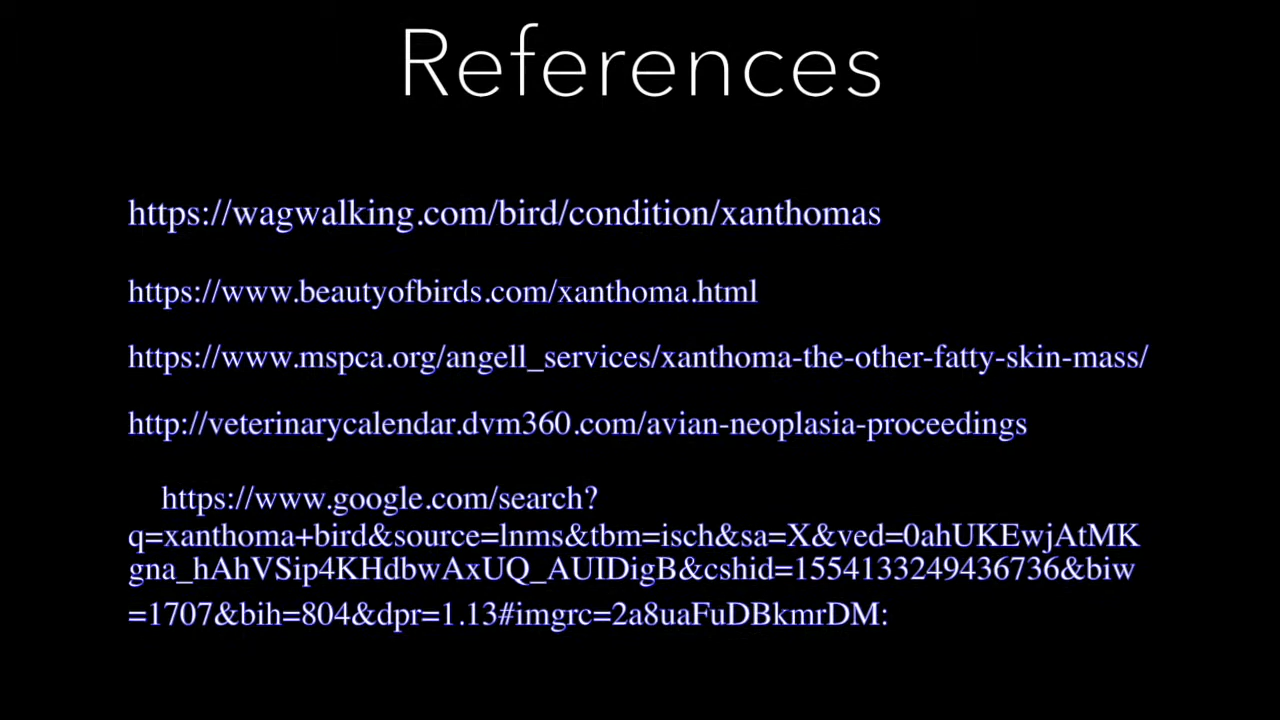 References
https://wagwalking.com/bird/condition/xanthomas
https://www.beautyofbirds.com/xanthoma.html
https://www.mspca.org/angell_services/xanthoma-the-other-fatty-skin-mass/
http://veterinarycalendar.dvm360.com/avian-neoplasia-proceedings
https://www.google.com/search?
q=xanthoma+bird&source=lnms&tbm=isch&sa=X&ved=0ahUKEwjAtMK
gna_hAhVSip4KHdbwAxUQ_AUIDigB&cshid=1554133249436736&biw
=1707&bih=804&dpr=1.13#imgrc=2a8uaFuDBkmrDM: